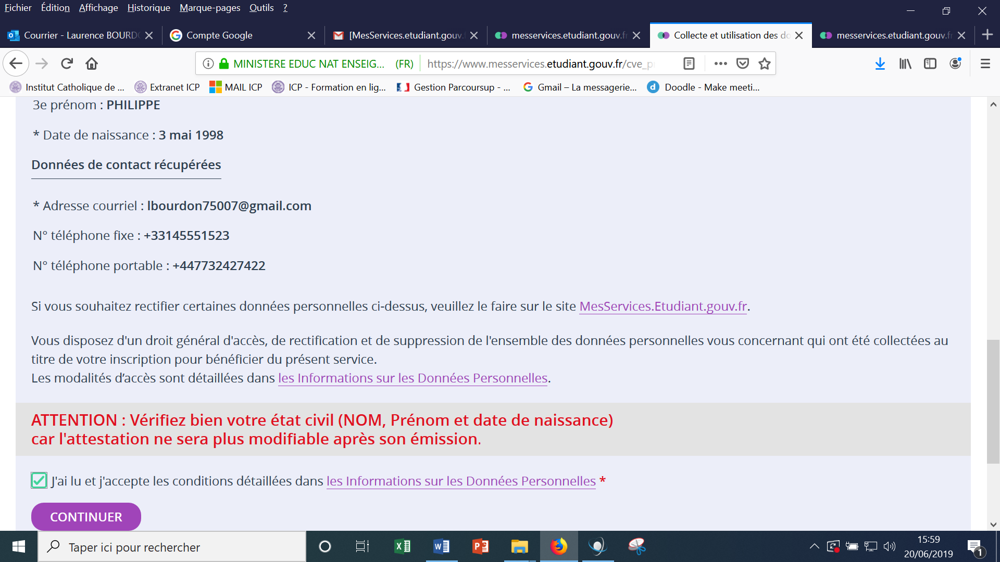 Fichier Édition Affichage Historique Marque-pages Outils ?
Courrier - Laurence BOURDO
Compte Google
[MesServices.etudiant.gouv.f
messervices.etudiant.gouv.fr
Collecte et utilisation des do
messervices.etudiant.gouv.fr
MINISTERE EDUC NAT ENSEIG... (FR) https://www.messervices.etudiant.gouv.fr/cve_p
Institut Catholique de ... Extranet ICP MAIL ICP ICP - Formation en lig... Gestion Parcoursup - ... Gmail – La messagerie... Doodle - Make meeti...
3e prénom : PHILIPPE
* Date de naissance : 3 mai 1998
Données de contact récupérées
* Adresse courriel : lbourdon75007@gmail.com
N° téléphone fixe : +33145551523
N° téléphone portable : +447732427422
Si vous souhaitez rectifier certaines données personnelles ci-dessus, veuillez le faire sur le site MesServices.Etudiant.gouv.fr.
Vous disposez d'un droit général d'accès, de rectification et de suppression de l'ensemble des données personnelles vous concernant qui ont été collectées au
titre de votre inscription pour bénéficier du présent service.
Les modalités d’accès sont détaillées dans les Informations sur les Données Personnelles.
ATTENTION : Vérifiez bien votre état civil (NOM, Prénom et date de naissance)
car l'attestation ne sera plus modifiable après son émission.
J'ai lu et j'accepte les conditions détaillées dans les Informations sur les Données Personnelles *
CONTINUER
Taper ici pour rechercher
15:59
20/06/2019
1